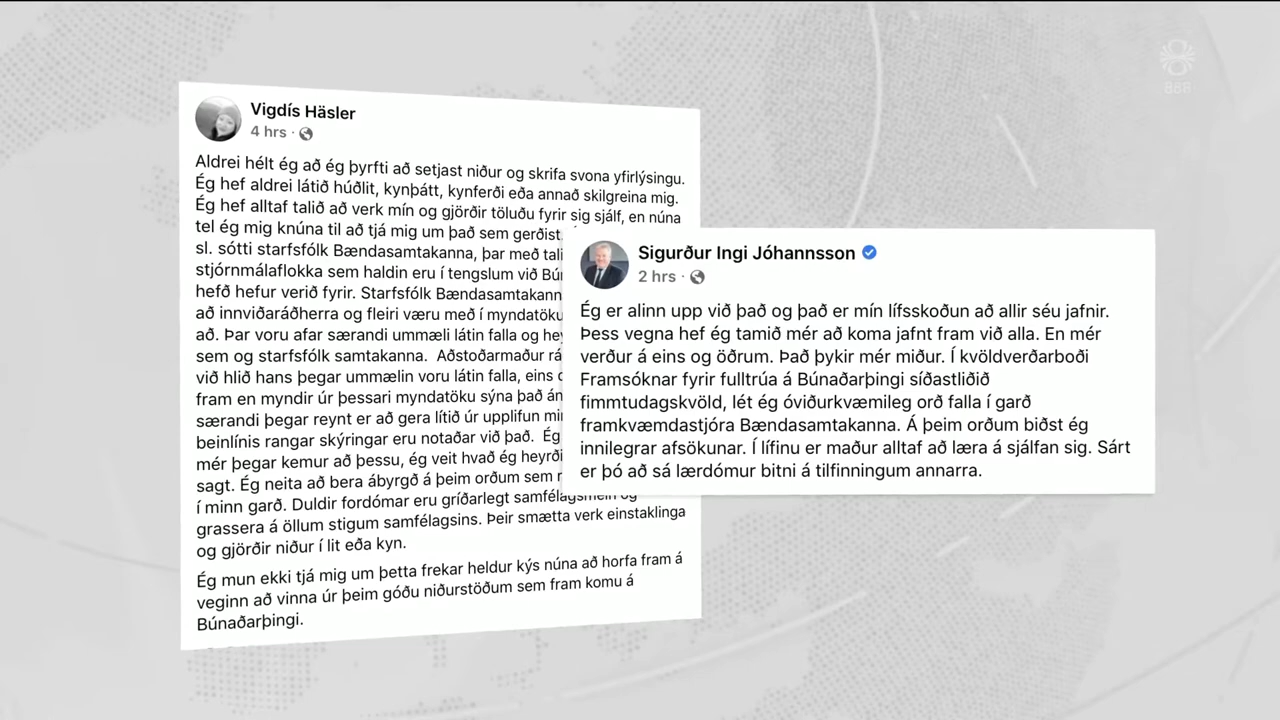 Vigdís Häsler
4 hrs ·
Aldrei hélt ég að ég þyrfti að setjast niður og skrifa svona yfirlýsingu.
Ég hef aldrei látið húðlit, kynþátt, kynferði eða annað skilgreina mig.
Ég hef alltaf talið að verk mín og gjörðir töluðu fyrir sig sjálf, en núna
tel ég mig knúna til að tjá mig um það sem gerðist.
sl. sótti starfsfólk Bændasamtakanna, þar með
stjórnmálaflokka sem haldin eru í tengslum við
hefð hefur verið fyrir. Starfsfólk
að innviðaráðherra og fleiri væru með í
að. Þar voru afar særandi ummæli látin falla og
sem og starfsfólk samtakanna. Aðstoðarmaður
við hlið hans þegar ummælin voru látin falla, eins
fram en myndir úr þessari myndatöku sýna það
særandi þegar reynt er að gera lítið úr upplifun
beinlínis rangar skýringar eru notaðar við það. Ég
mér þegar kemur að þessu, ég veit hvað ég
sagt. Ég neita að bera ábyrgð á þeim orðum sem
í minn garð. Duldir fordómar eru gríðarlegt samfélagsmein og
grassera á öllum stigum samfélagsins. Þeir smætta verk einstaklinga
og gjörðir niður í lit eða kyn.
Ég mun ekki tjá mig um þetta frekar heldur kýs núna að horfa fram á
veginn að vinna úr þeim góðu niðurstöðum sem fram komu á
Búnaðarþingi.
Sigurður Ingi Jóhannsson
2 hrs ·
Ég er alinn upp við það og það er mín lífsskoðun að allir séu jafnir.
Þess vegna hef ég tamið mér að koma jafnt fram við alla. En mér
verður á eins og öðrum. Það þykir mér miður. Í kvöldverðarboði
Framsóknar fyrir fulltrúa á Búnaðarþingi síðastliðið
fimmtudagskvöld, lét ég óviðurkvæmileg orð falla í garð
framkvæmdastjóra Bændasamtakanna. Á þeim orðum biðst ég
innilegrar afsökunar. Í lífinu er maður alltaf að læra á sjálfan sig. Sárt
er þó að sá lærdómur bitni á tilfinningum annarra.
888